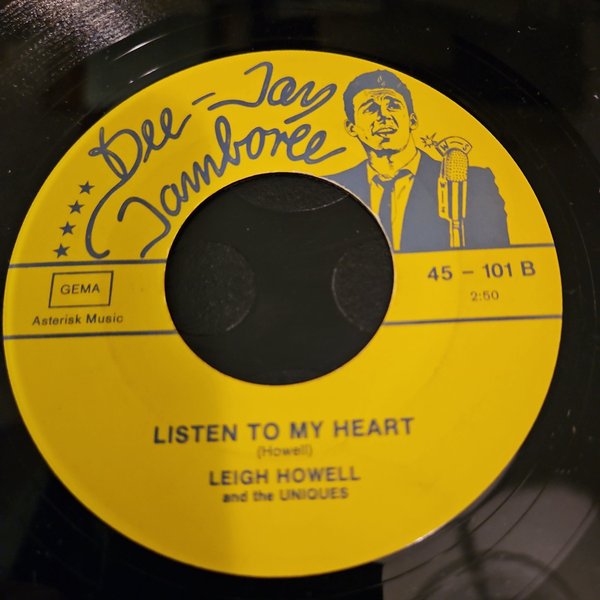 Dee-Jay
Jamboree
GEMA
Asterisk Music
45 - 101 B
2:50
LISTEN TO MY HEART
(Howell)
LEIGH HOWELL
and the UNIQUES